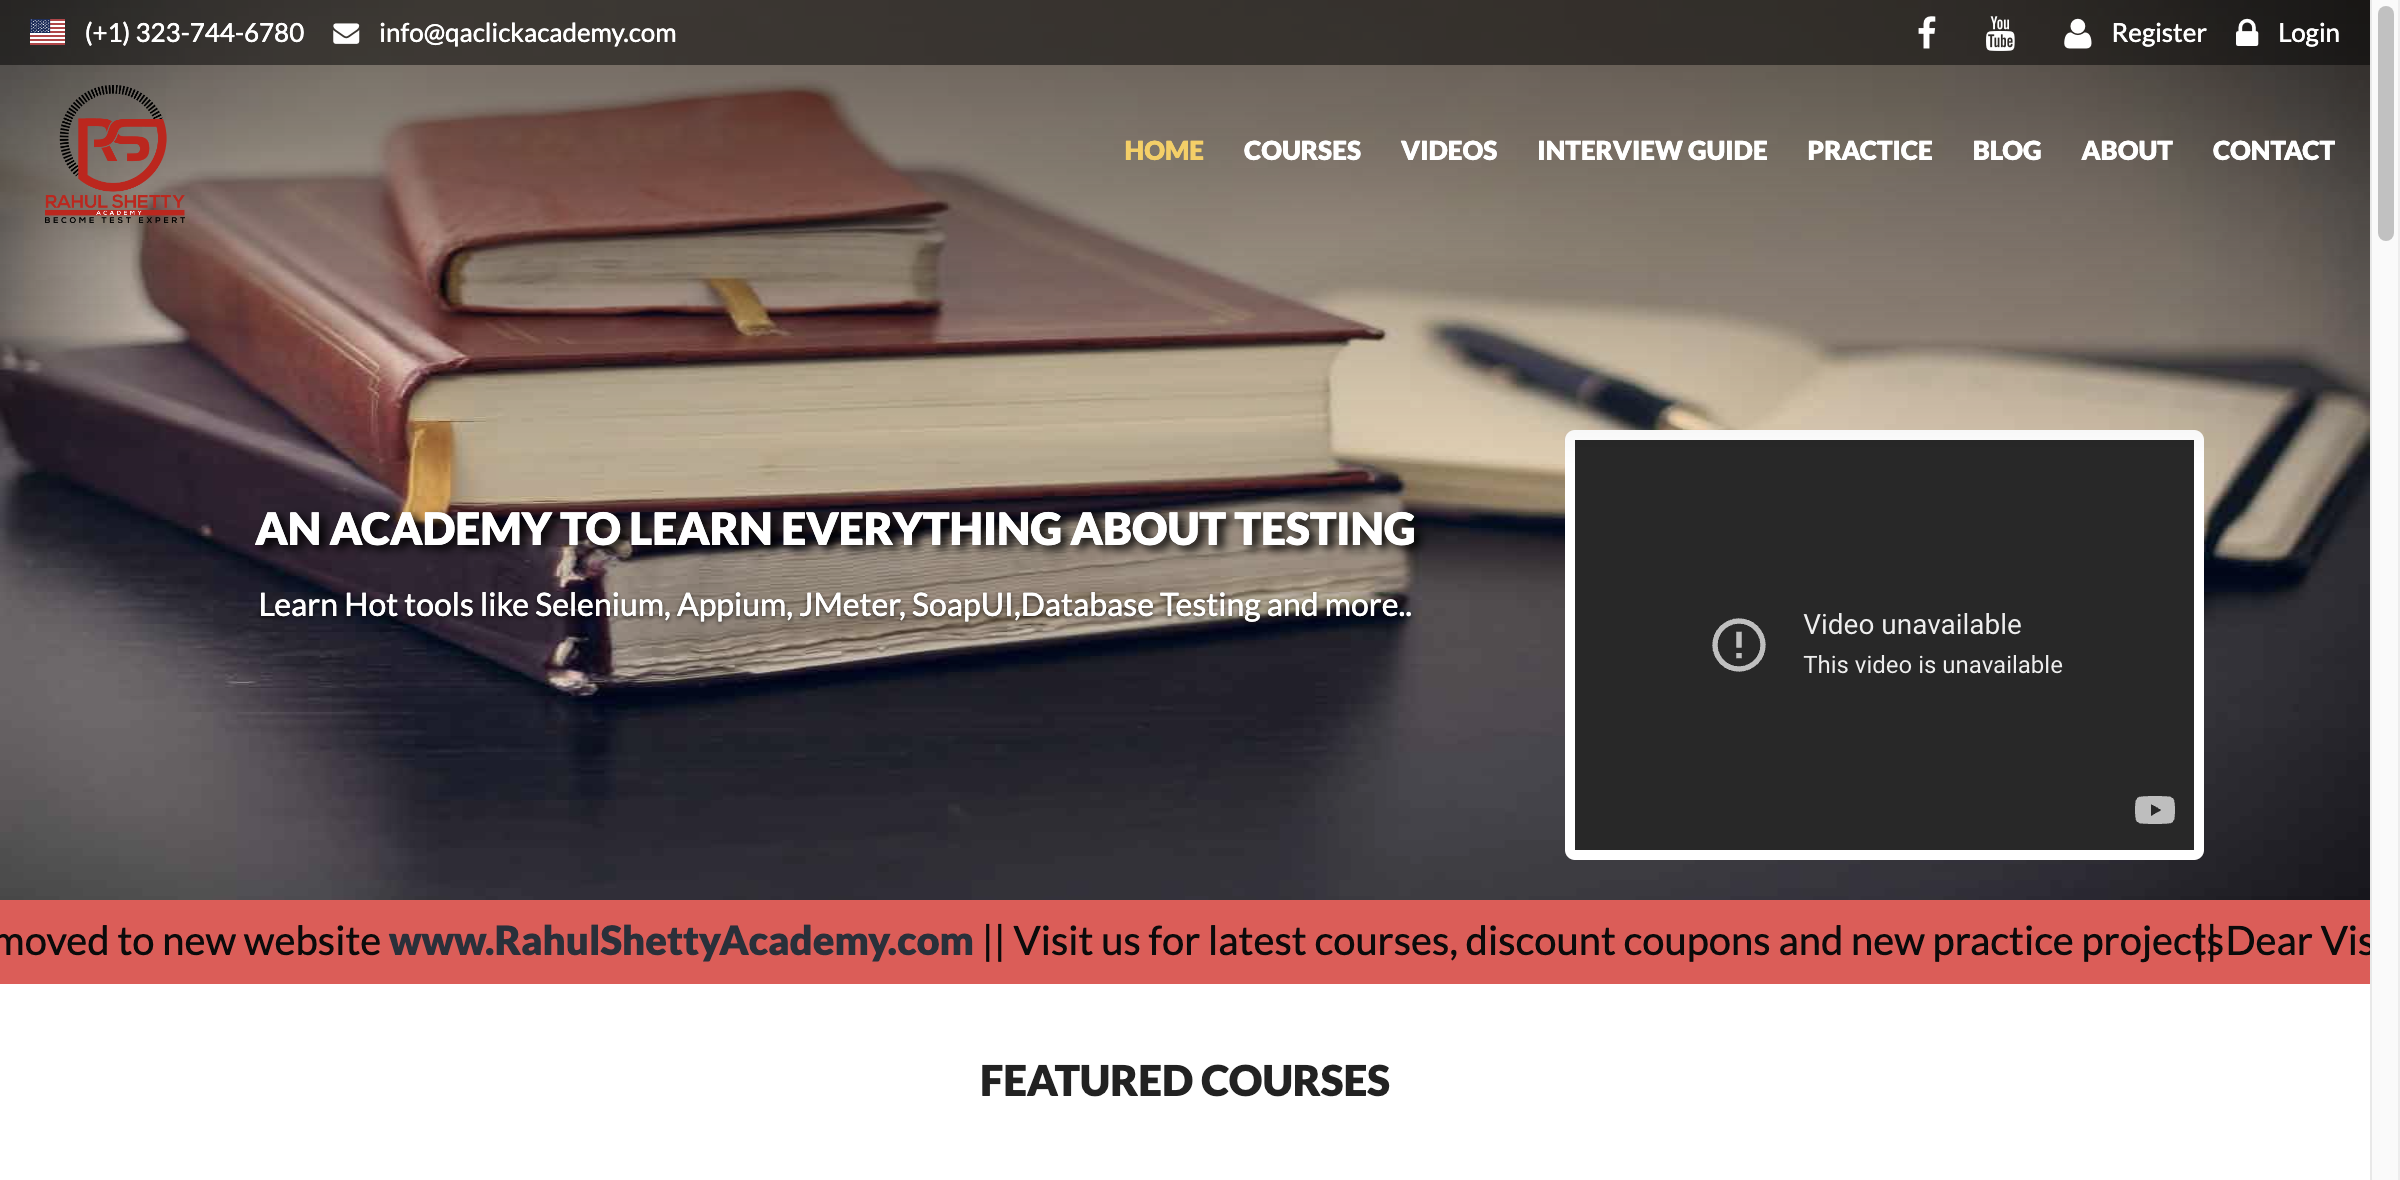 (+1) 323-744-6780 info@qaclickacademy.com You Tube Register Login
RS
RAHUL SHETTY
ACADEMY
BECOME TEST EXPERT
HOME COURSES VIDEOS INTERVIEW GUIDE PRACTICE BLOG ABOUT CONTACT
AN ACADEMY TO LEARN EVERYTHING ABOUT TESTING
Learn Hot tools like Selenium, Appium, JMeter, SoapUI,Database Testing and more..
Video unavailable
This video is unavailable
moved to new website www.RahulShettyAcademy.com || Visit us for latest courses, discount coupons and new practice projects || Dear Vis
FEATURED COURSES